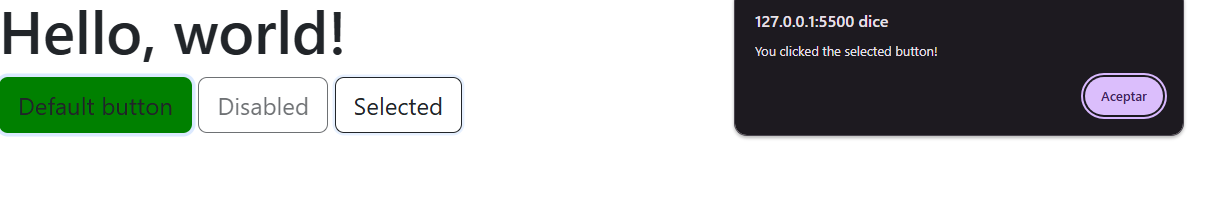 Hello, world!
Default button
Disabled
Selected
127.0.0.1:5500 dice
You clicked the selected button!
Aceptar